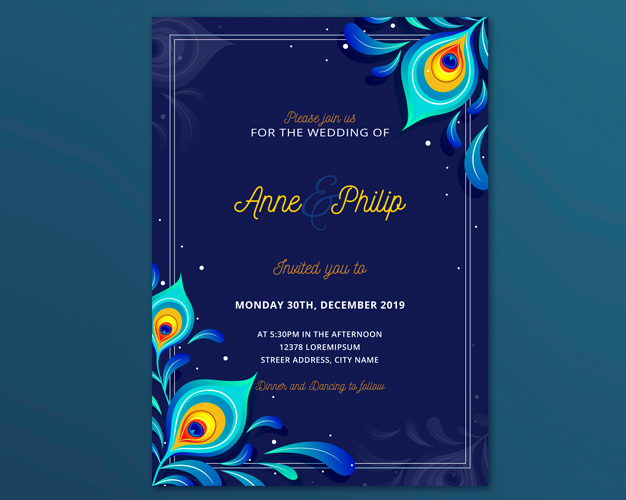 Please join us
FOR THE WEDDING OF
Anne & Philip
Invited you to
MONDAY 30TH, DECEMBER 2019
AT 5:30PM IN THE AFTERNOON
12378 LOREMIPSUM
STREER ADDRESS, CITY NAME
Dinner and Dancing to follow